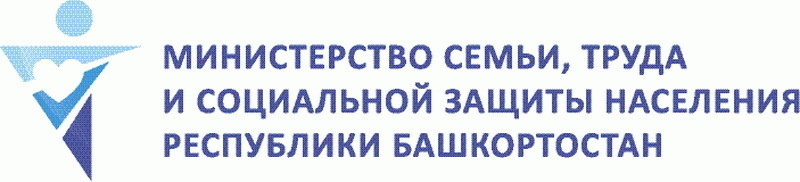 МИНИСТЕРСТВО СЕМЬИ, ТРУДА
И СОЦИАЛЬНОЙ ЗАЩИТЫ НАСЕЛЕНИЯ
РЕСПУБЛИКИ БАШКОРТОСТАН